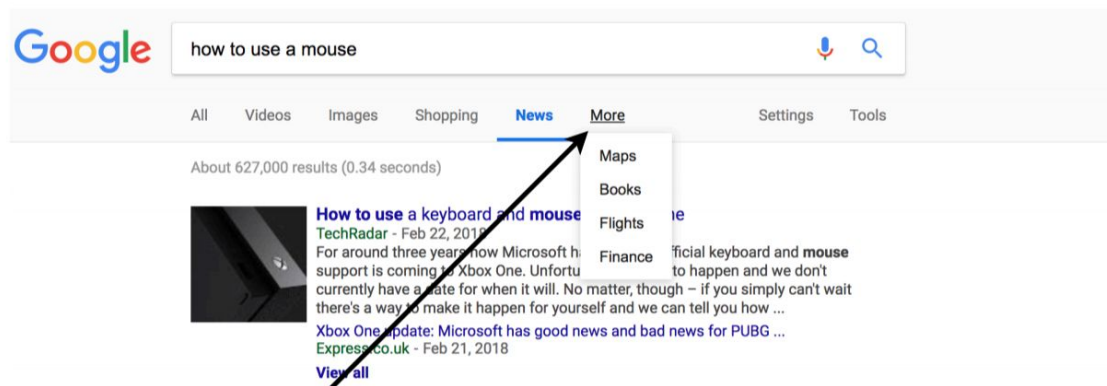 Google
how to use a mouse
All Videos Images Shopping News More Settings Tools
Maps
Books
Flights
Finance
About 627,000 results (0.34 seconds)
How to use a keyboard and mouse
TechRadar - Feb 22, 2018
For around three years now Microsoft official keyboard and mouse
support is coming to Xbox One. to happen and we don't
currently have a date for when it will. No matter, though – if you simply can't wait
there's a way to make it happen for yourself and we can tell you how ...
Xbox One update: Microsoft has good news and bad news for PUBG ...
Express.co.uk - Feb 21, 2018
View all